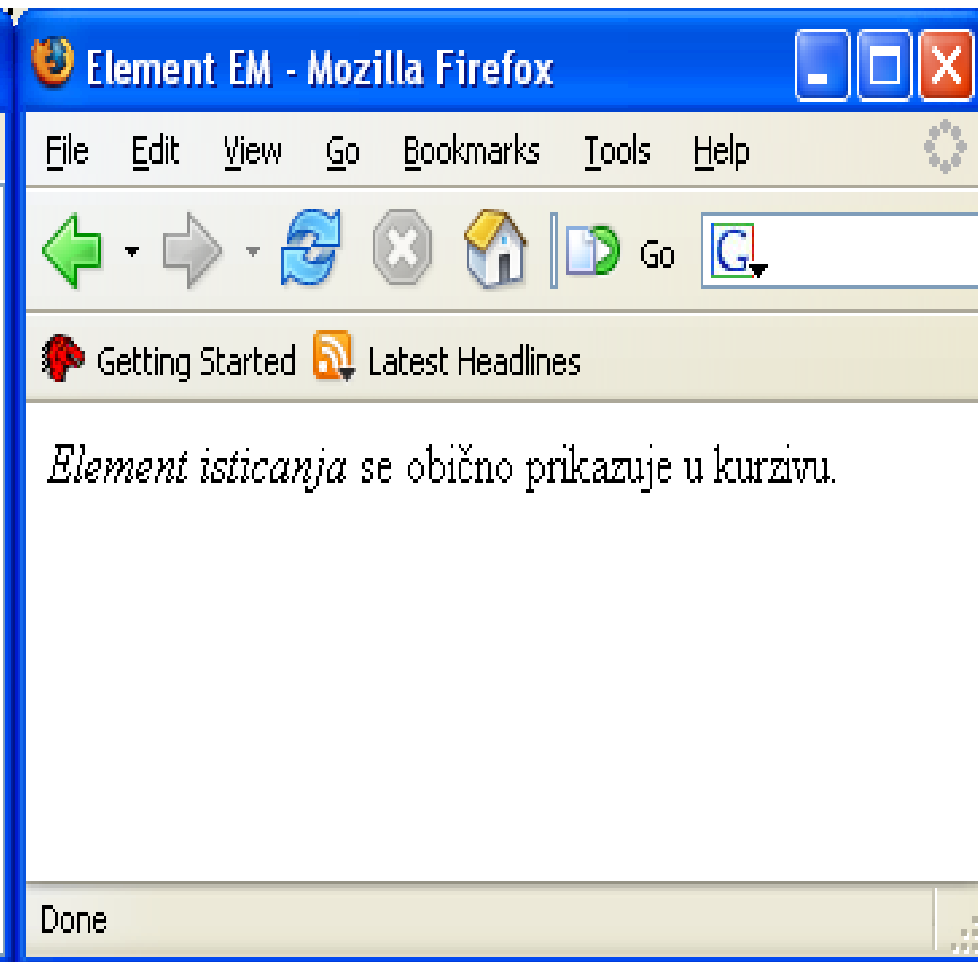 Element EM - Mozilla Firefox
File Edit View Go Bookmarks Tools Help
Go G
Getting Started Latest Headlines
Element isticanja se obično prikazuje u kurzivu.
Done